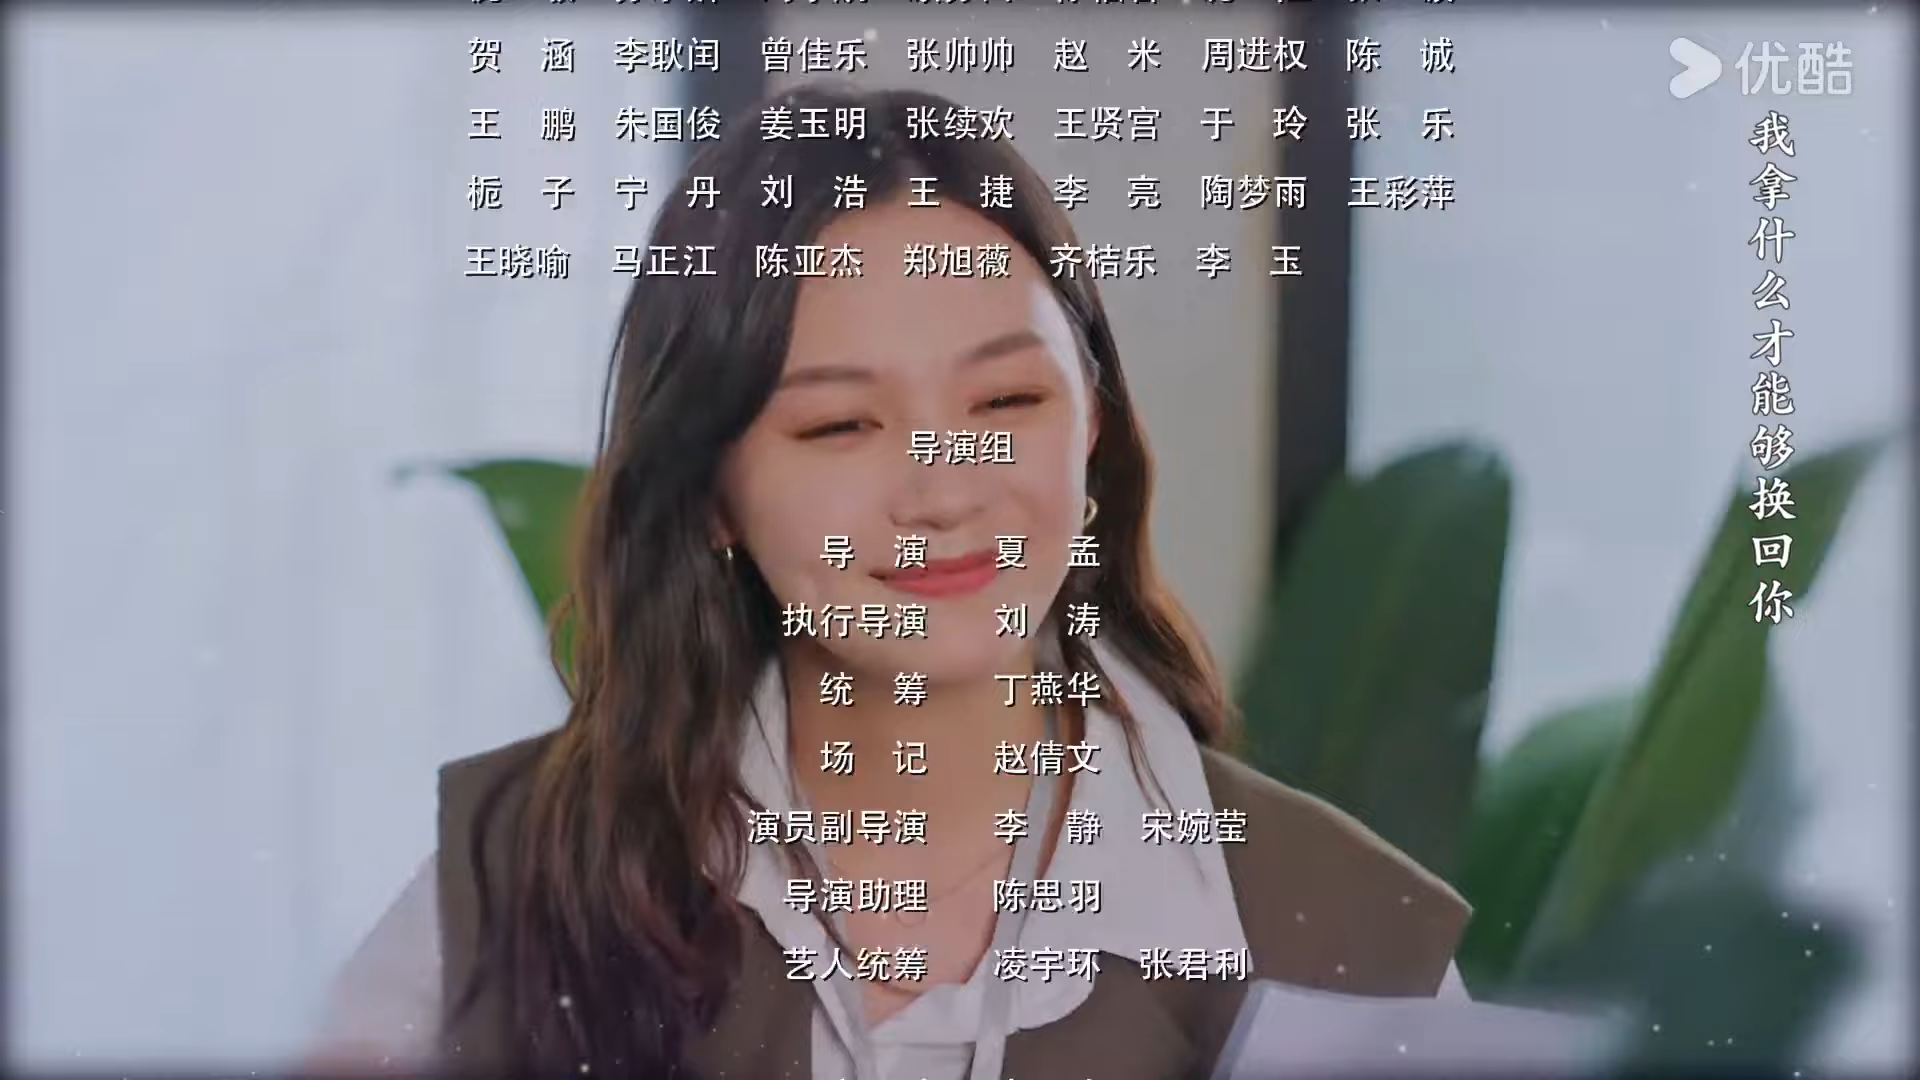 贺　涵　李耿闰　曾佳乐　张帅帅　赵　米　周进权　陈　诚
王　鹏　朱国俊　姜玉明　张续欢　王贤宫　于　玲　张　乐
栀　子　宁　丹　刘　浩　王　捷　李　亮　陶梦雨　王彩萍
王晓喻　马正江　陈亚杰　郑旭薇　齐桔乐　李　玉
导演组
导　演　夏　孟
执行导演　刘　涛
统　筹　丁燕华
场　记　赵倩文
演员副导演　李　静　宋婉莹
导演助理　陈思羽
艺人统筹　凌宇环　张君利
优酷
我拿什么才能够换回你